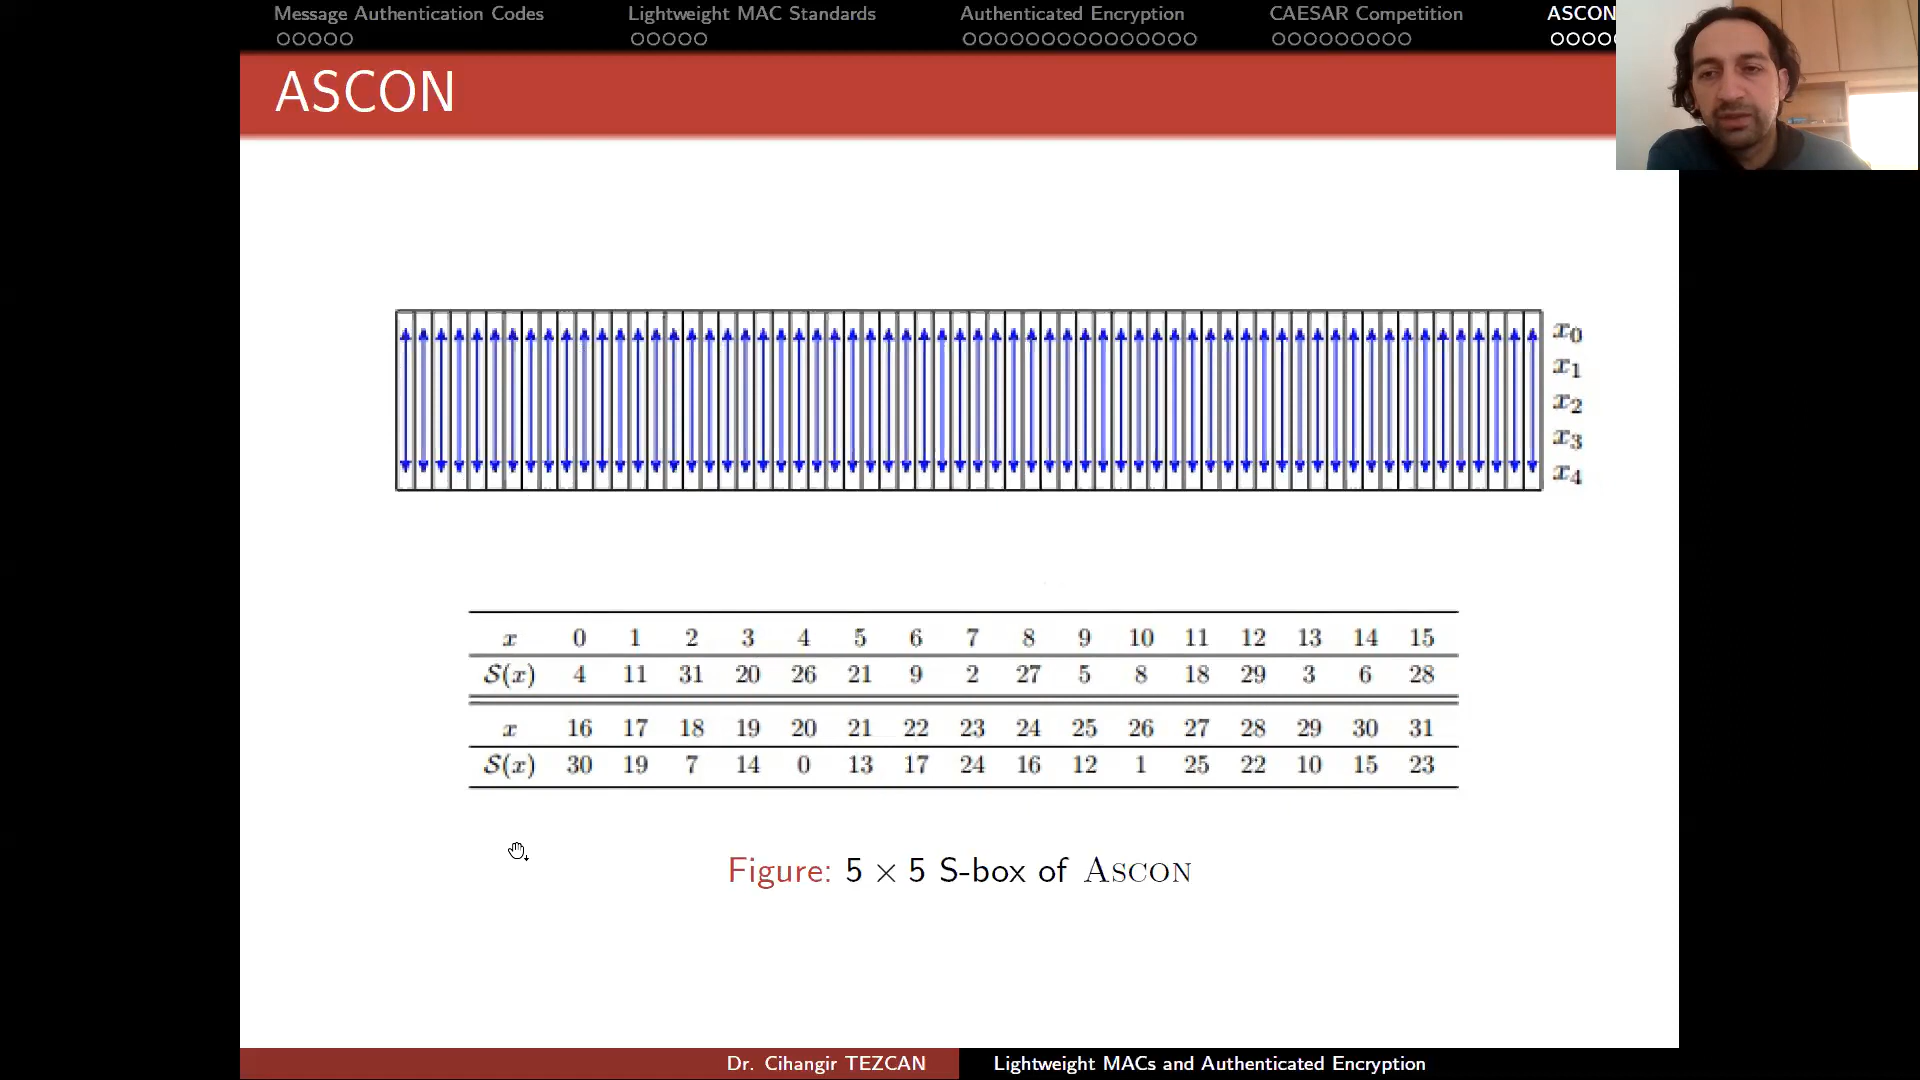 Message Authentication Codes Lightweight MAC Standards Authenticated Encryption CAESAR Competition ASCON
ASCON
x0
x1
x2
x3
x4
x 0 1 2 3 4 5 6 7 8 9 10 11 12 13 14 15
S(x) 4 11 31 20 26 21 9 2 27 5 8 18 29 3 6 28
x 16 17 18 19 20 21 22 23 24 25 26 27 28 29 30 31
S(x) 30 19 7 14 0 13 17 24 16 12 1 25 22 10 15 23
Figure: 5 × 5 S-box of ASCON
Dr. Cihangir TEZCAN Lightweight MACs and Authenticated Encryption